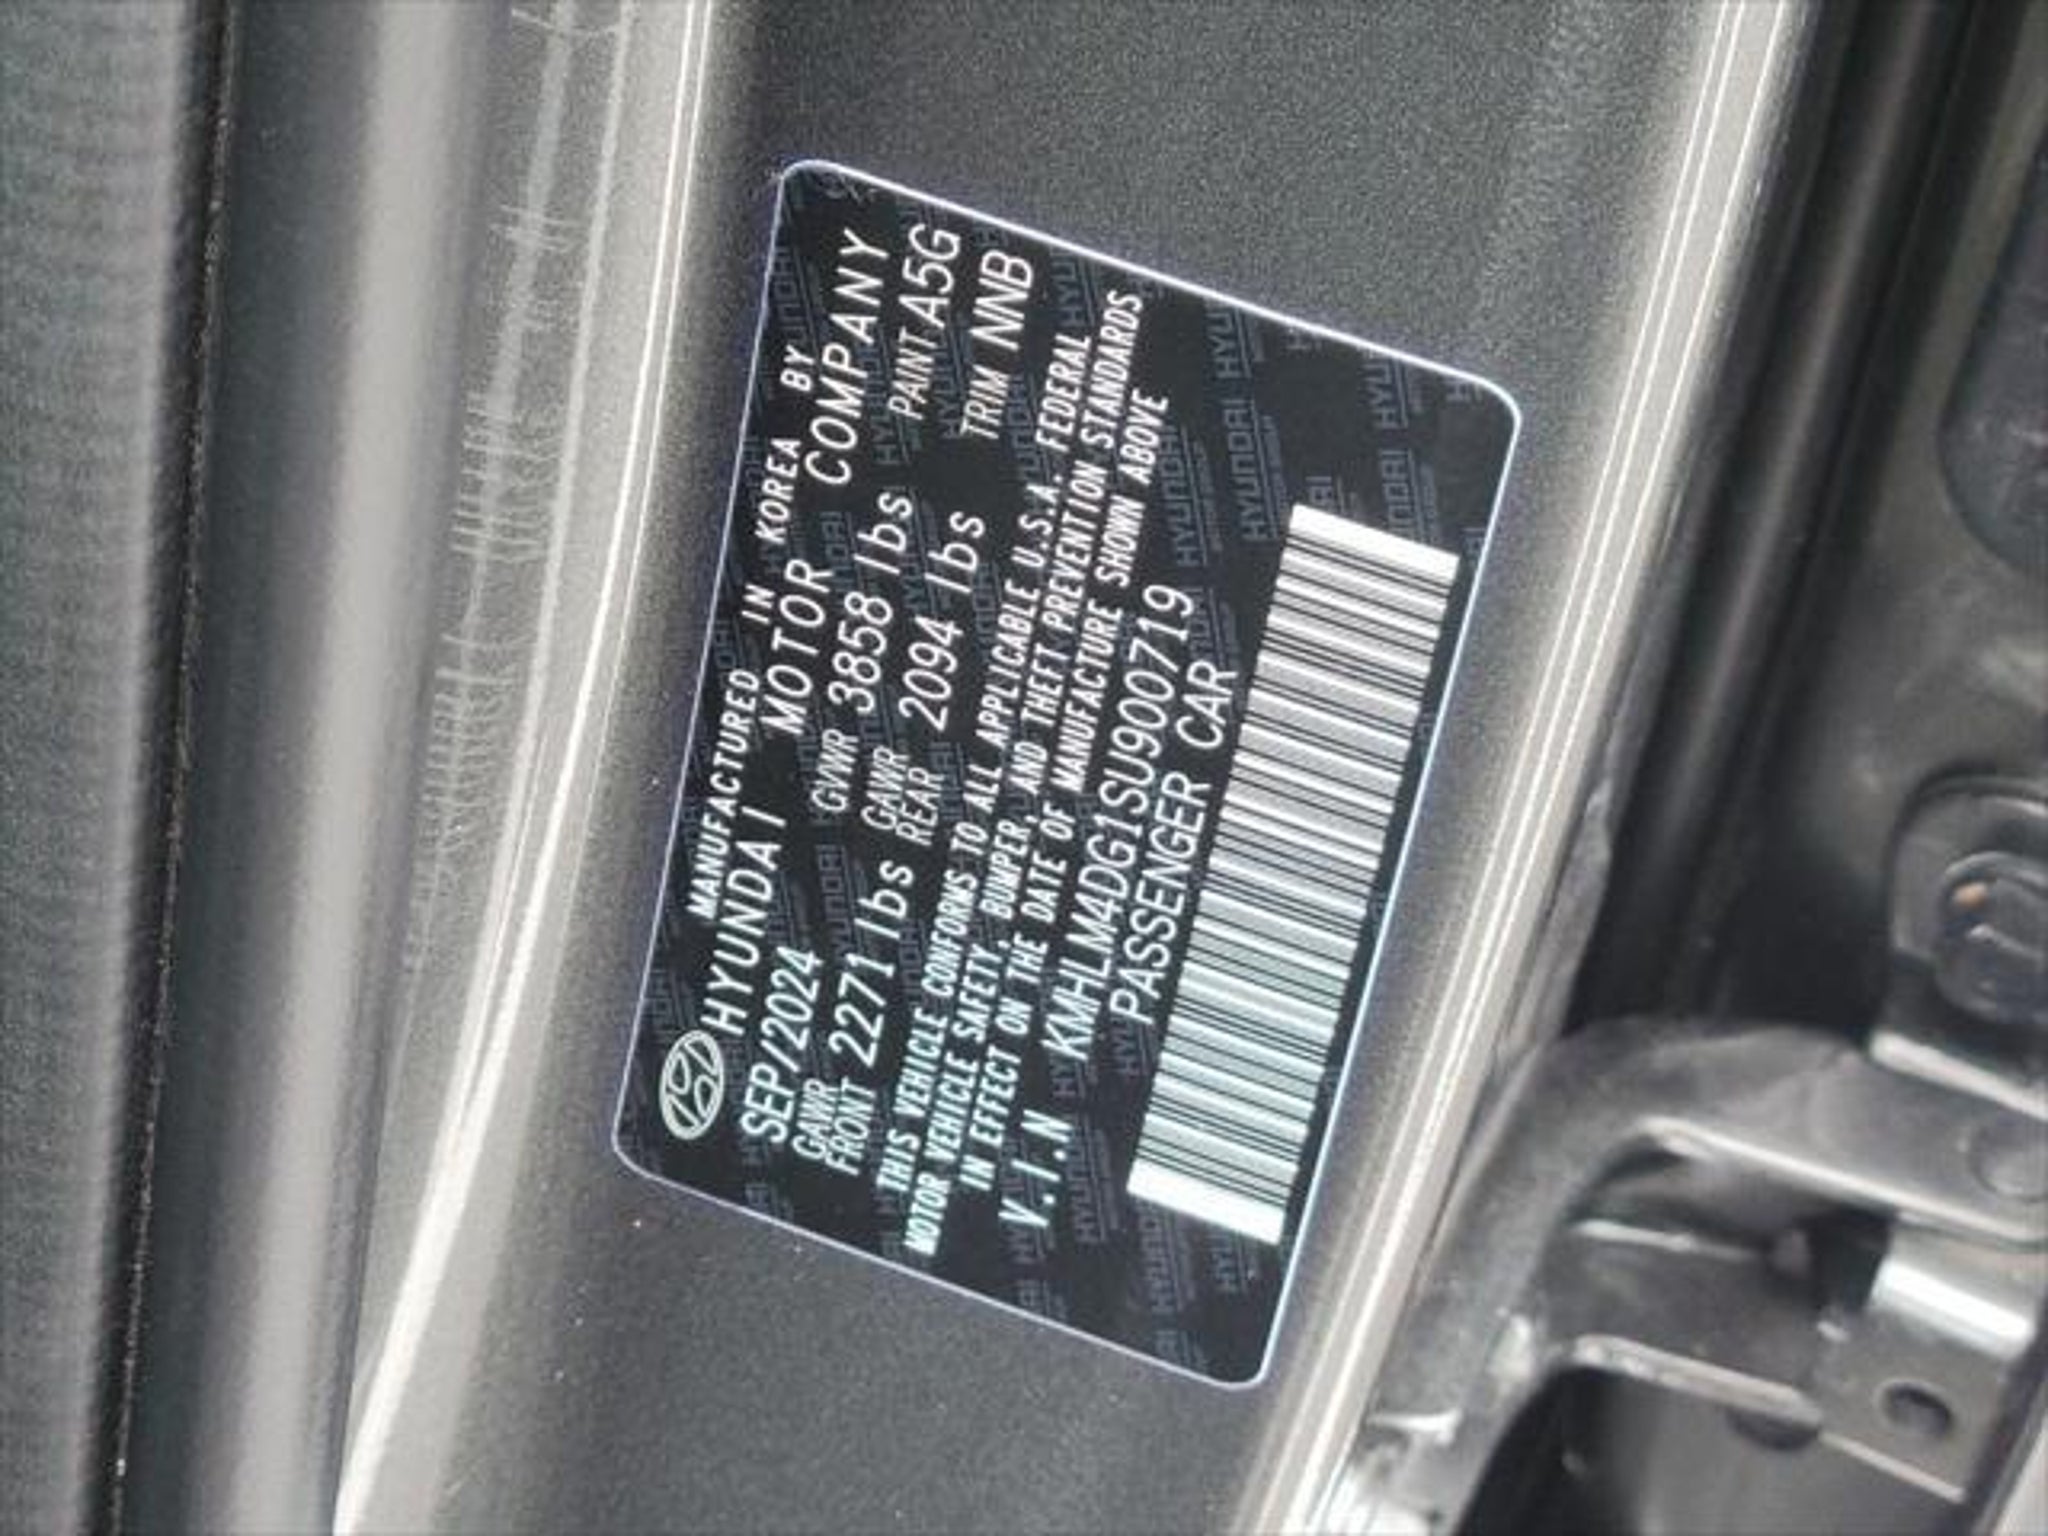 MANUFACTURED IN KOREA BY
HYUNDAI MOTOR COMPANY
SEP/2024 GVWR 3858 lbs PAINT A5G
GAWR FRONT 2271 lbs GAWR REAR 2094 lbs TRIM NNB
THIS VEHICLE CONFORMS TO ALL APPLICABLE U.S.A. FEDERAL
MOTOR VEHICLE SAFETY, BUMPER, AND THEFT PREVENTION STANDARDS
IN EFFECT ON THE DATE OF MANUFACTURE SHOWN ABOVE
V.I.N KMHLM4DG1SU900719
PASSENGER CAR